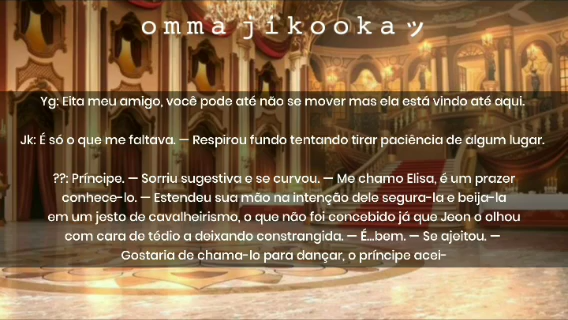 omma jikooka ッ
Yg: Eita meu amigo, você pode até não se mover mas ela está vindo até aqui.
Jk: É só o que me faltava. — Respirou fundo tentando tirar paciência de algum lugar.
??: Príncipe. — Sorriu sugestiva e se curvou. — Me chamo Elisa, é um prazer
conhece-lo. — Estendeu sua mão na intenção dele segura-la e beija-la
em um jesto de cavalheirismo, o que não foi concebido já que Jeon o olhou
com cara de tédio a deixando constrangida. — É...bem. — Se ajeitou. —
Gostaria de chama-lo para dançar, o príncipe acei-